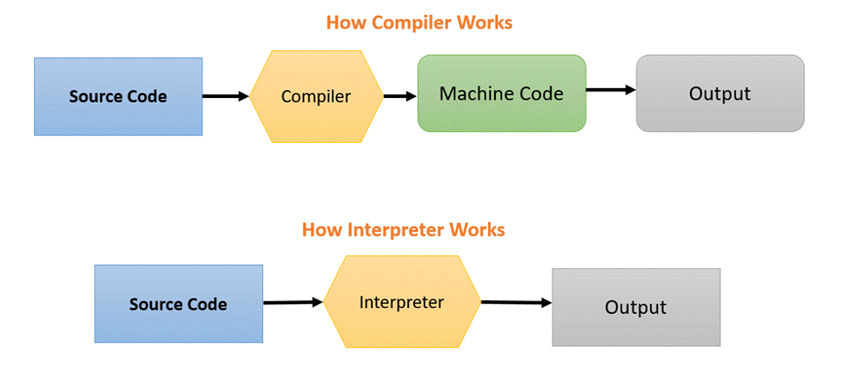 How Compiler Works
Source Code
Compiler
Machine Code
Output
How Interpreter Works
Source Code
Interpreter
Output